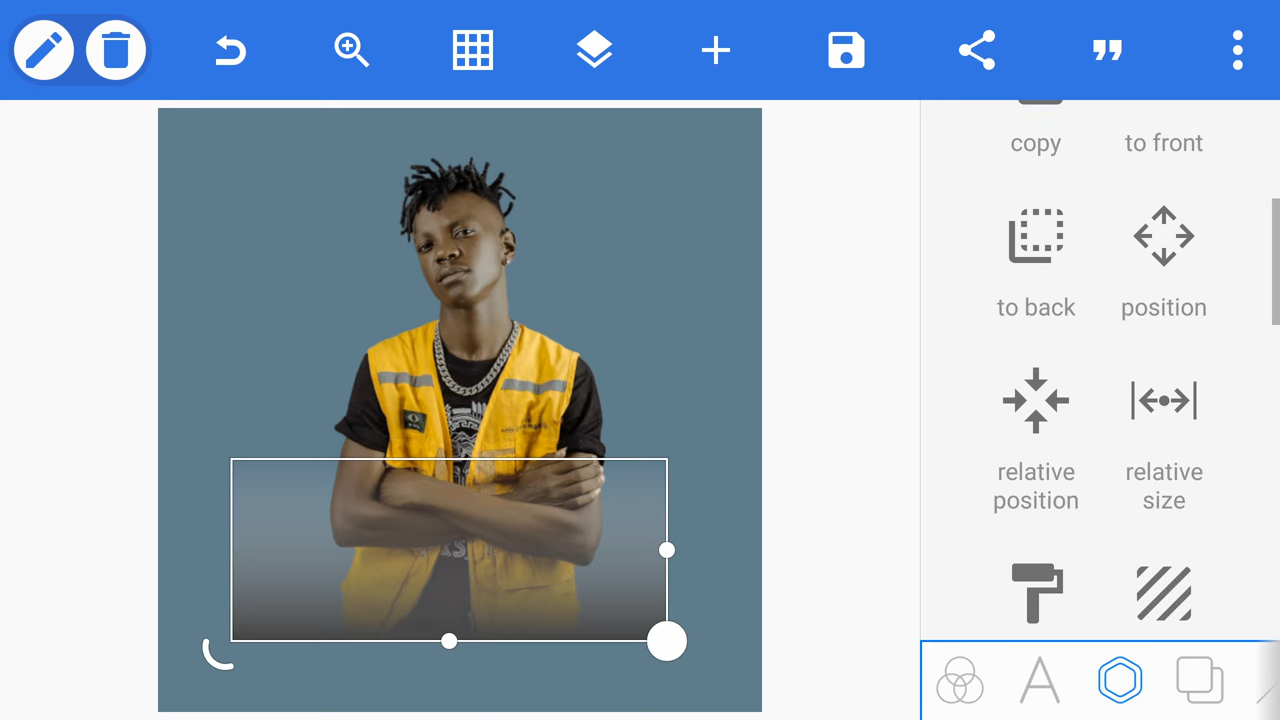 copy
to front
to back
position
relative
position
relative
size